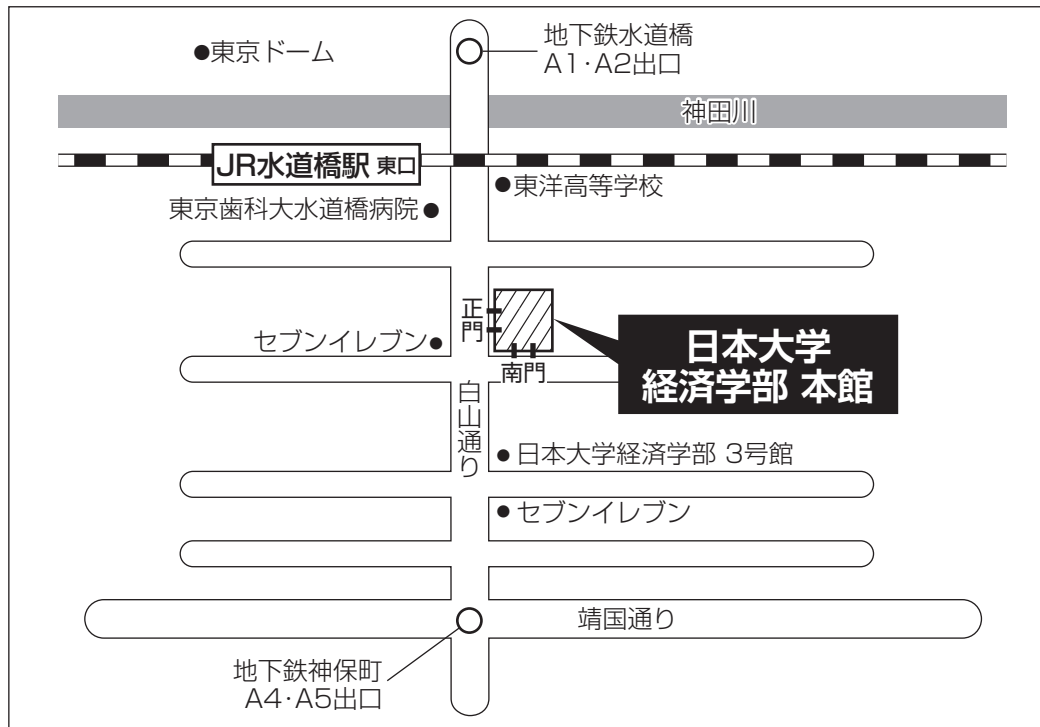 ●東京ドーム
地下鉄水道橋
A1・A2出口
神田川
JR水道橋駅 東口
●東洋高等学校
東京歯科大水道橋病院●
正門
セブンイレブン●
南門
日本大学
経済学部 本館
白山通り
●日本大学経済学部 3号館
●セブンイレブン
靖国通り
地下鉄神保町
A4・A5出口